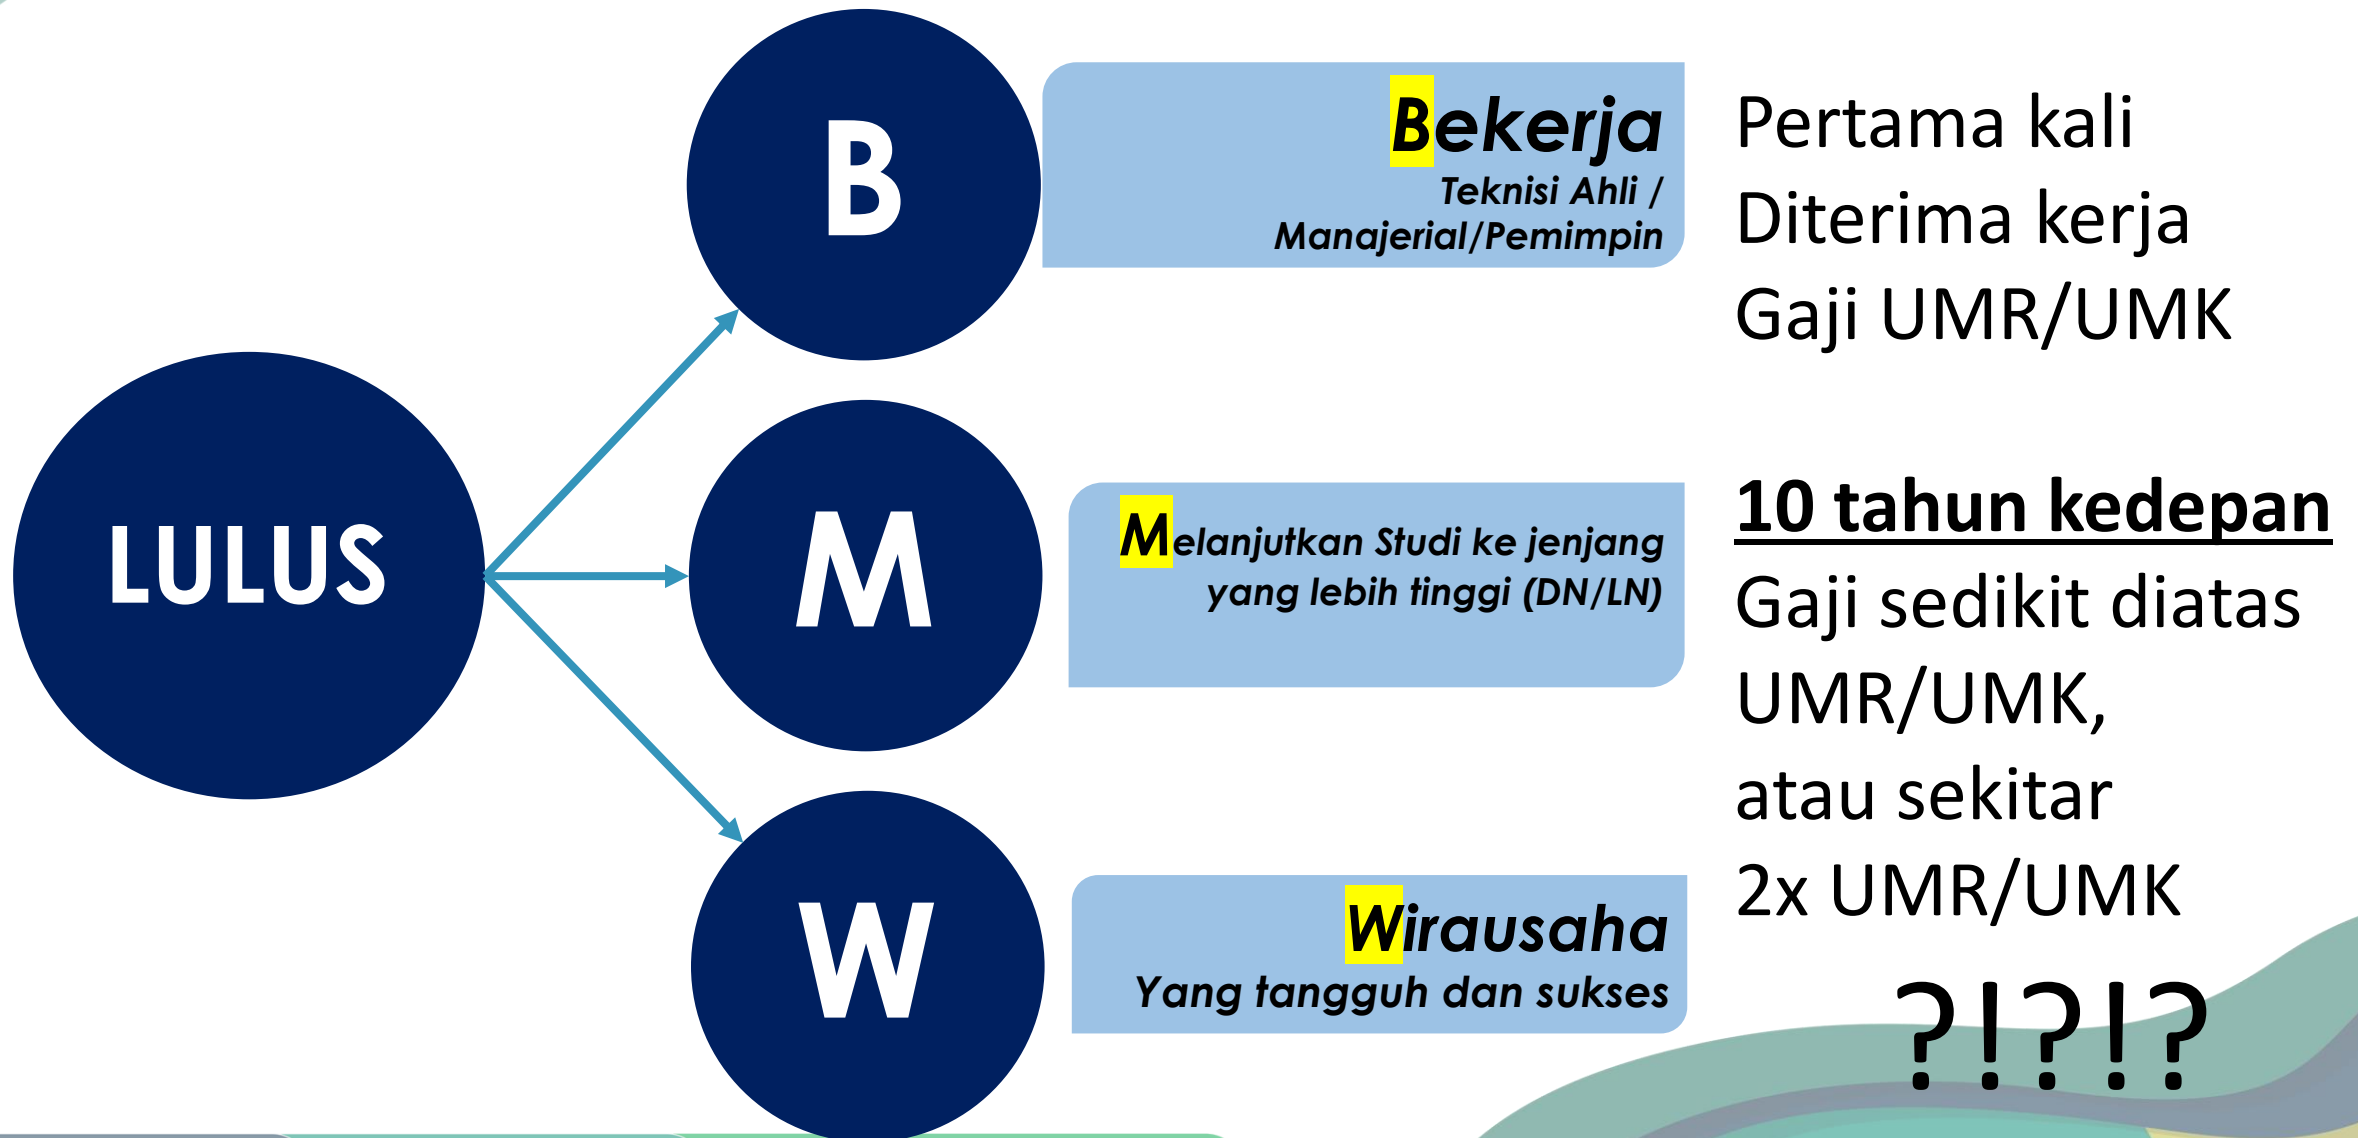 LULUS
B
Bekerja
Teknisi Ahli /
Manajerial/Pemimpin
M
Melanjutkan Studi ke jenjang
yang lebih tinggi (DN/LN)
W
Wirausaha
Yang tangguh dan sukses
Pertama kali
Diterima kerja
Gaji UMR/UMK
10 tahun kedepan
Gaji sedikit diatas
UMR/UMK,
atau sekitar
2x UMR/UMK
?!?!?